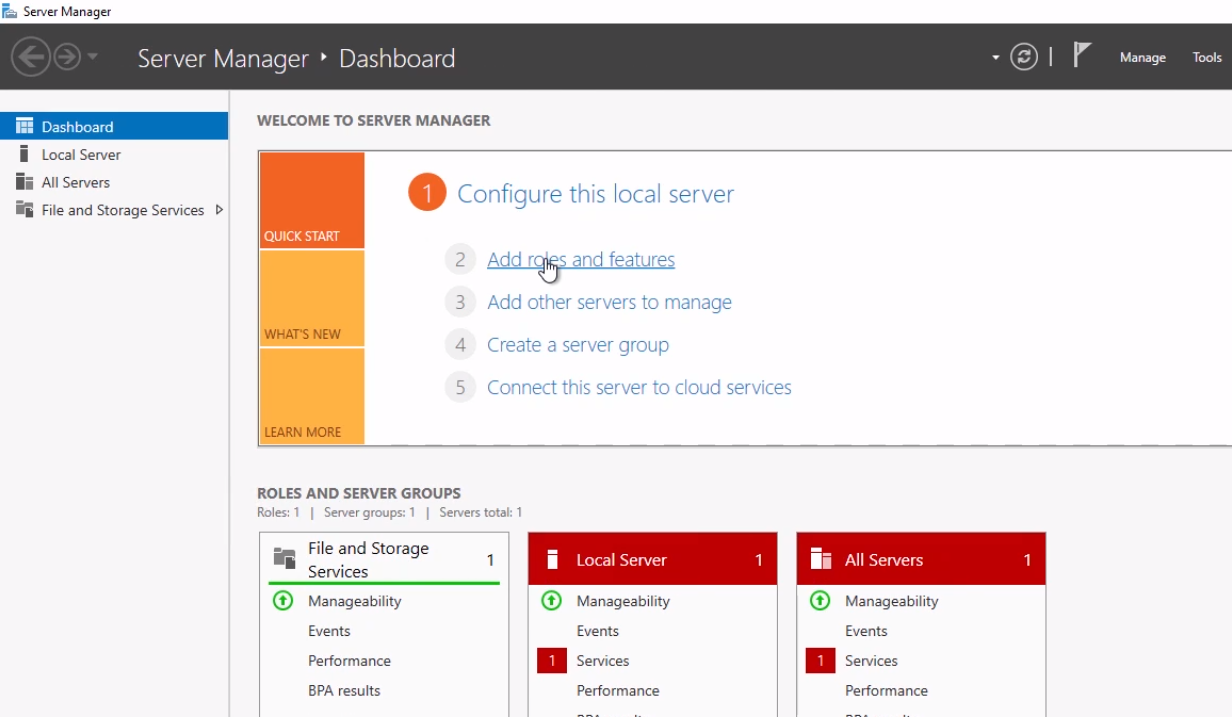 Server Manager
Server Manager ‣ Dashboard
Manage
Tools
Dashboard
Local Server
All Servers
File and Storage Services
WELCOME TO SERVER MANAGER
QUICK START
WHAT'S NEW
LEARN MORE
1 Configure this local server
2 Add roles and features
3 Add other servers to manage
4 Create a server group
5 Connect this server to cloud services
ROLES AND SERVER GROUPS
Roles: 1 | Server groups: 1 | Servers total: 1
File and Storage
Services
1
Manageability
Events
Performance
BPA results
Local Server 1
Manageability
Events
1 Services
Performance
All Servers 1
Manageability
Events
1 Services
Performance